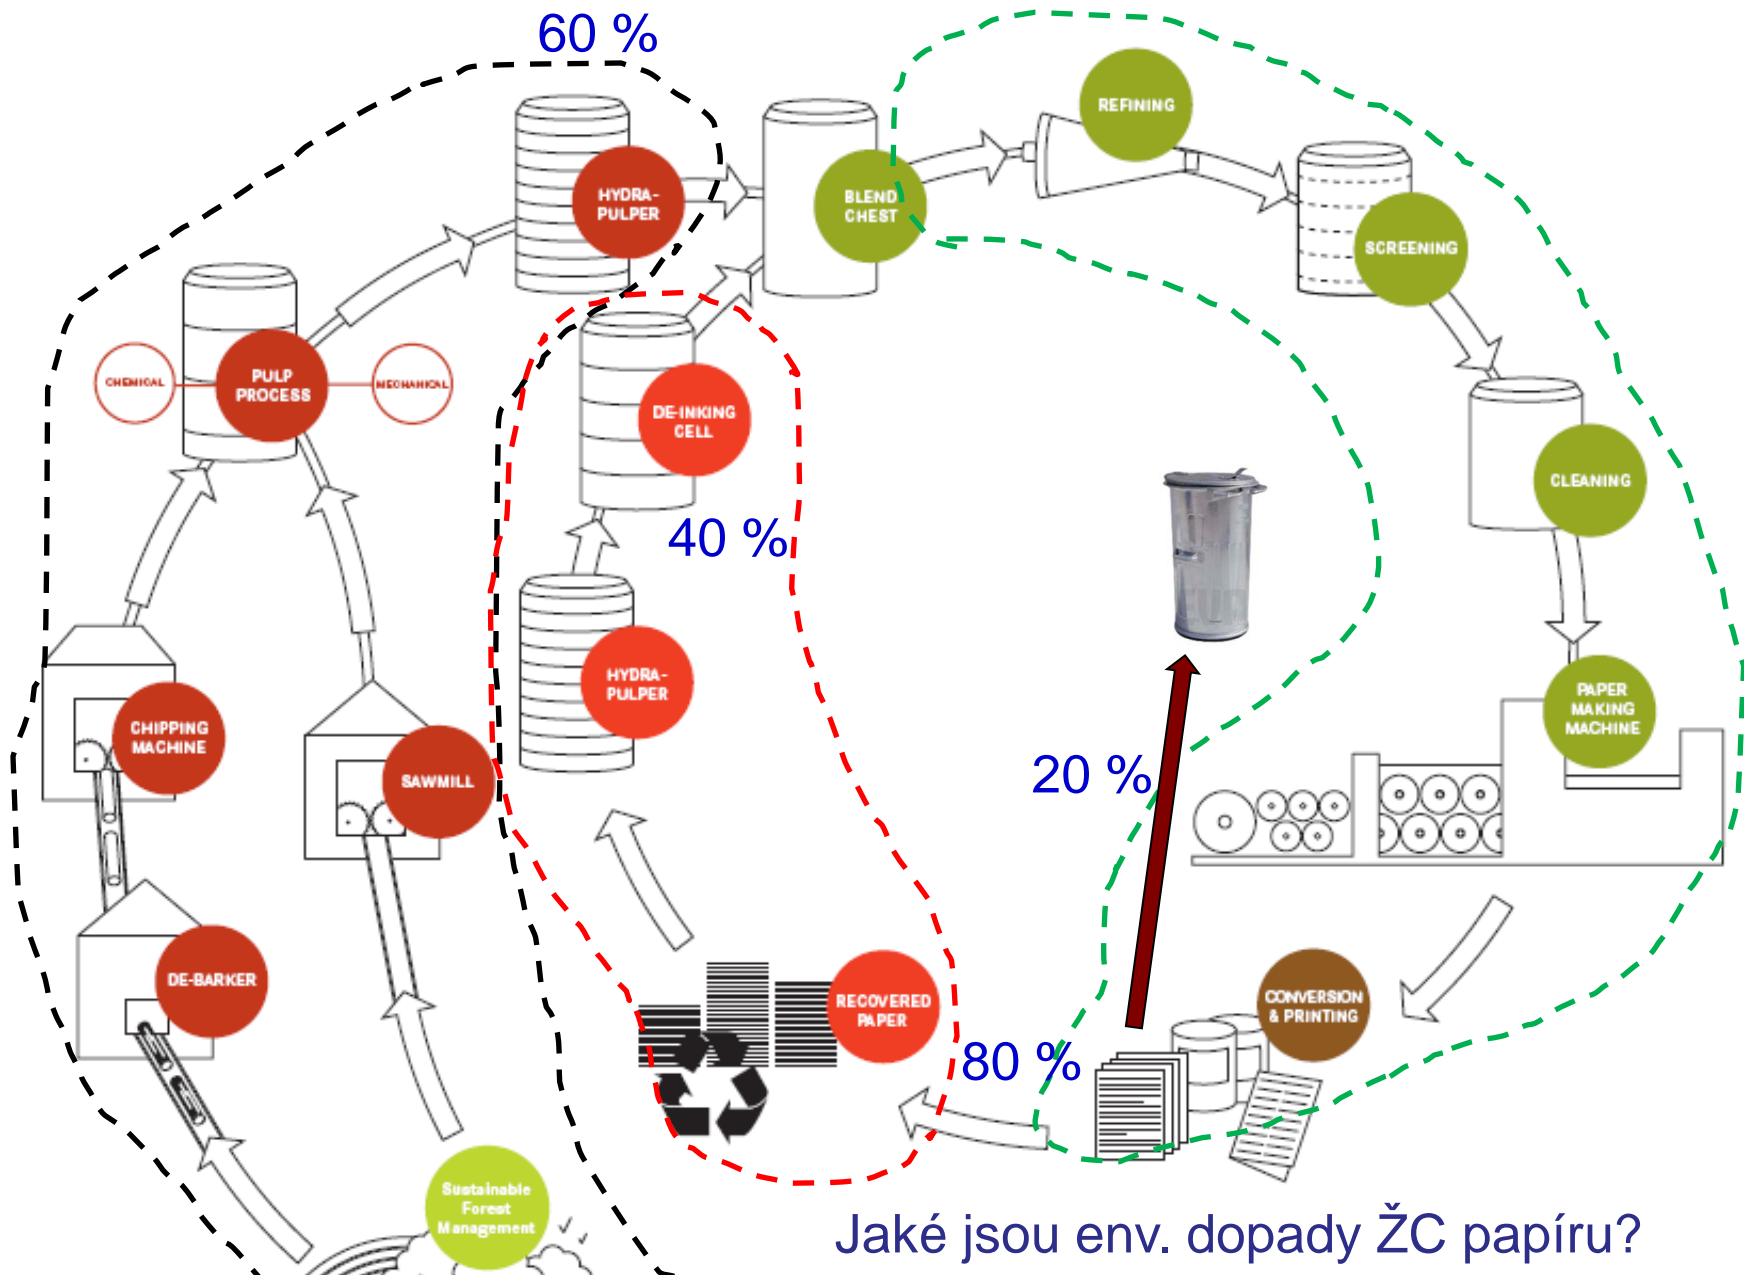 60 %
REFINING
HYDRA-
PULPER
BLEND
CHEST
SCREENING
CHEMICAL
PULP
PROCESS
MECHANICAL
DE-INKING
CELL
CLEANING
40 %
HYDRA-
PULPER
PAPER
MAKING
MACHINE
CHIPPING
MACHINE
SAWMILL
20 %
DE-BARKER
RECOVERED
PAPER
CONVERSION
& PRINTING
80 %
Sustainable
Forest
Management
Jaké jsou env. dopady ŽC papíru?